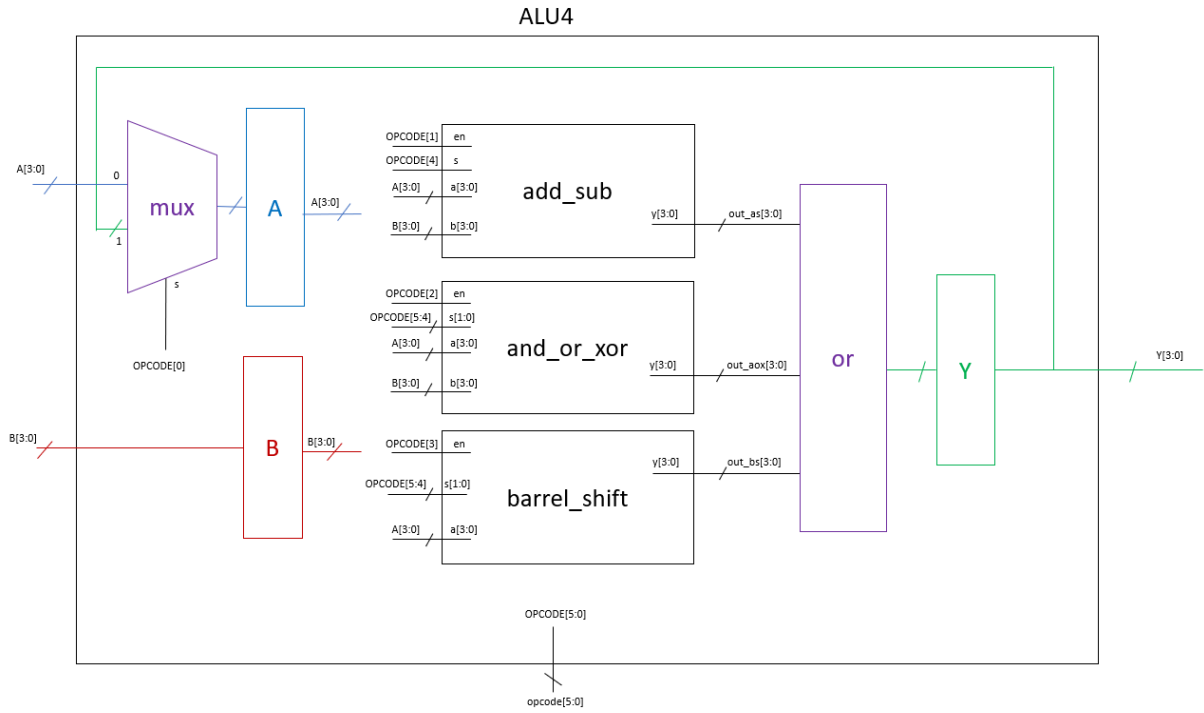 ALU4
A[3:0]
0
1
mux
s
OPCODE[0]
A
A[3:0]
B[3:0]
B
B[3:0]
OPCODE[1] en
OPCODE[4] s
A[3:0] a[3:0]
B[3:0] b[3:0]
add_sub
y[3:0] out_as[3:0]
OPCODE[2] en
OPCODE[5:4] s[1:0]
A[3:0] a[3:0]
B[3:0] b[3:0]
and_or_xor
y[3:0] out_aox[3:0]
OPCODE[3] en
OPCODE[5:4] s[1:0]
A[3:0] a[3:0]
barrel_shift
y[3:0] out_bs[3:0]
or
Y
Y[3:0]
OPCODE[5:0]
opcode[5:0]